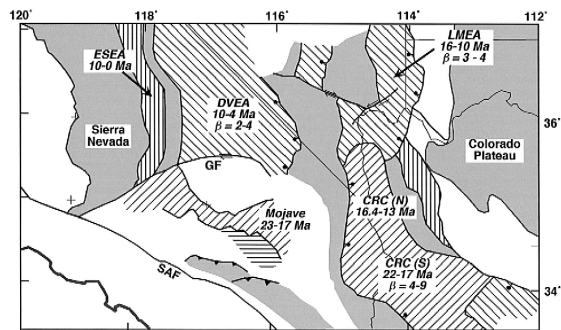 120° 118° 116° 114° 112°
ESEA
10-0 Ma
LMEA
16-10 Ma
β = 3 - 4
DVEA
10-4 Ma
β = 2-4
36°
Sierra
Nevada
Colorado
Plateau
GF
CRC (N)
16.4-13 Ma
Mojave
23-17 Ma
CRC (S)
22-17 Ma
β = 4-9
SAF
34°